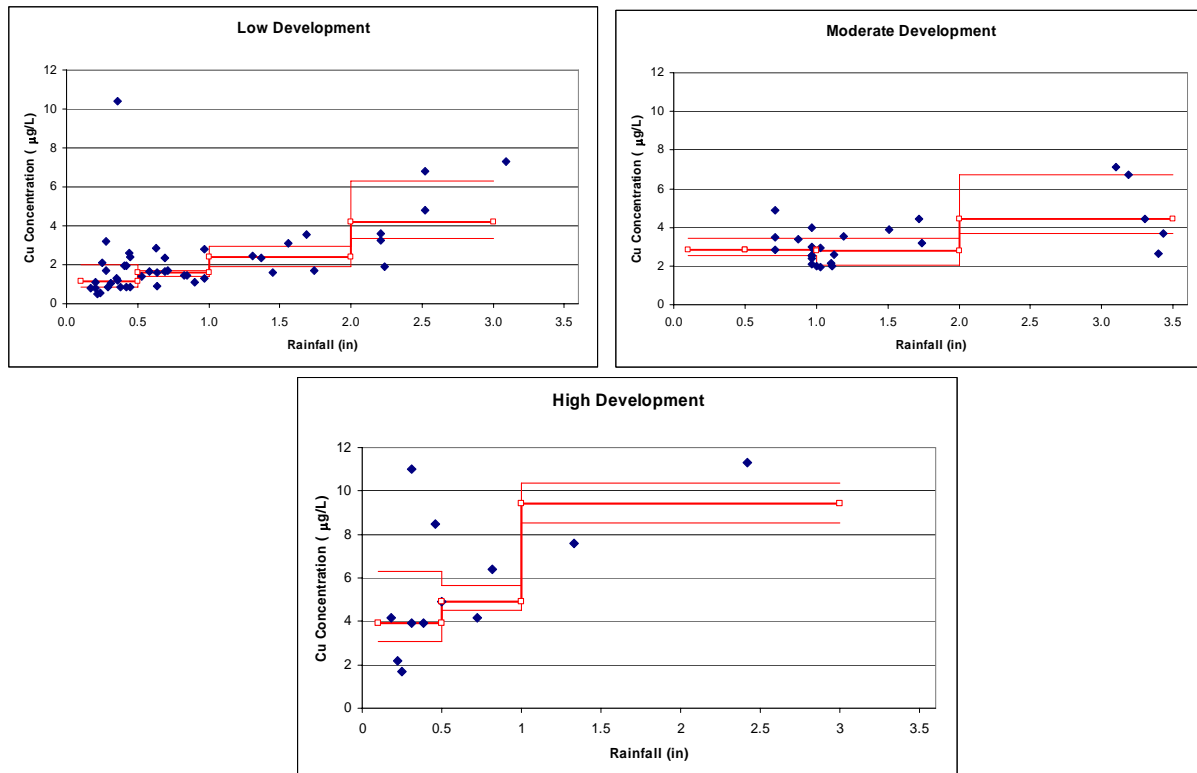 Low Development
Cu Concentration ( µg/L)
12
10
8
6
4
2
0
0.0 0.5 1.0 1.5 2.0 2.5 3.0 3.5
Rainfall (in)
Moderate Development
Cu Concentration ( µg/L)
12
10
8
6
4
2
0
0.0 0.5 1.0 1.5 2.0 2.5 3.0 3.5
Rainfall (in)
High Development
Cu Concentration ( µg/L)
12
10
8
6
4
2
0
0 0.5 1 1.5 2 2.5 3 3.5
Rainfall (in)